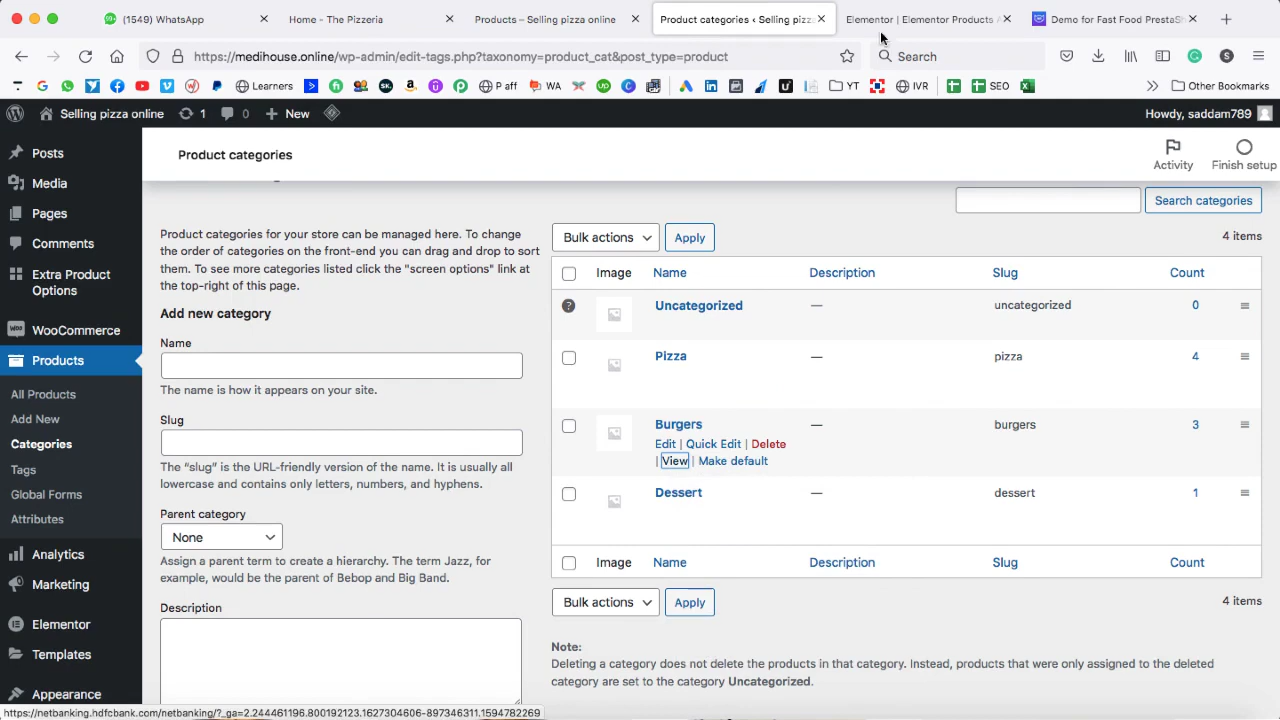 (1549) WhatsApp
Home - The Pizzeria
Products – Selling pizza online
Product categories ‹ Selling pizz
Elementor | Elementor Products A
Demo for Fast Food PrestaSh
https://medihouse.online/wp-admin/edit-tags.php?taxonomy=product_cat&post_type=product
Search
Learners
P aff
WA
YT
IVR
SEO
Other Bookmarks
Selling pizza online
1
0
New
Howdy, saddam789
Product categories
Activity
Finish setup
Posts
Media
Pages
Comments
Extra Product
Options
WooCommerce
Products
All Products
Add New
Categories
Tags
Global Forms
Attributes
Analytics
Marketing
Elementor
Templates
Appearance
Product categories for your store can be managed here. To change
the order of categories on the front-end you can drag and drop to sort
them. To see more categories listed click the "screen options" link at
the top-right of this page.
Add new category
Name
The name is how it appears on your site.
Slug
The “slug” is the URL-friendly version of the name. It is usually all
lowercase and contains only letters, numbers, and hyphens.
Parent category
None
Assign a parent term to create a hierarchy. The term Jazz, for
example, would be the parent of Bebop and Big Band.
Description
Search categories
Bulk actions
Apply
4 items
Image Name Description Slug Count
Uncategorized — uncategorized 0
Pizza — pizza 4
Burgers — burgers 3
Edit | Quick Edit | Delete
| View | Make default
Dessert — dessert 1
Image Name Description Slug Count
Bulk actions
Apply
4 items
Note:
Deleting a category does not delete the products in that category. Instead, products that were only assigned to the deleted
category are set to the category Uncategorized.
https://netbanking.hdfcbank.com/netbanking/?_ga=2.244461196.800192123.1627304606-897346311.1594782269